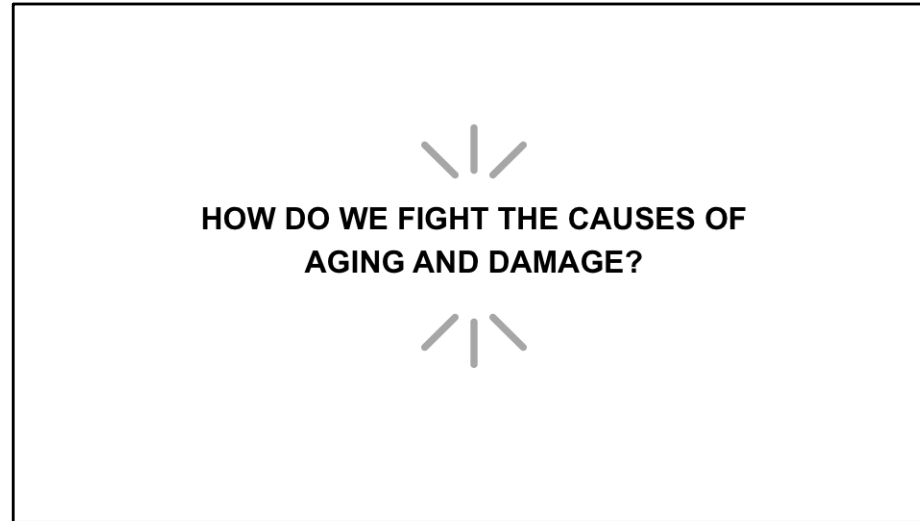 HOW DO WE FIGHT THE CAUSES OF
AGING AND DAMAGE?